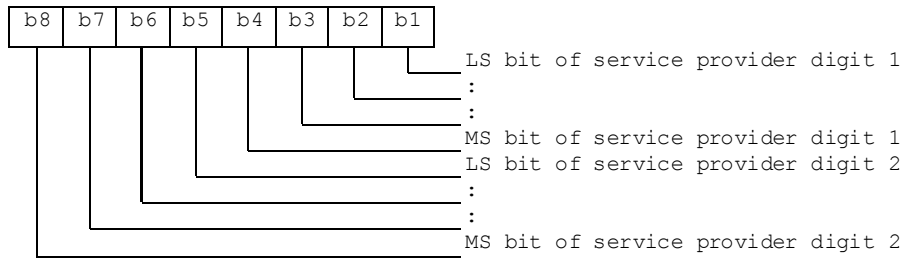 b8 b7 b6 b5 b4 b3 b2 b1
LS bit of service provider digit 1
:
:
MS bit of service provider digit 1
LS bit of service provider digit 2
:
:
MS bit of service provider digit 2